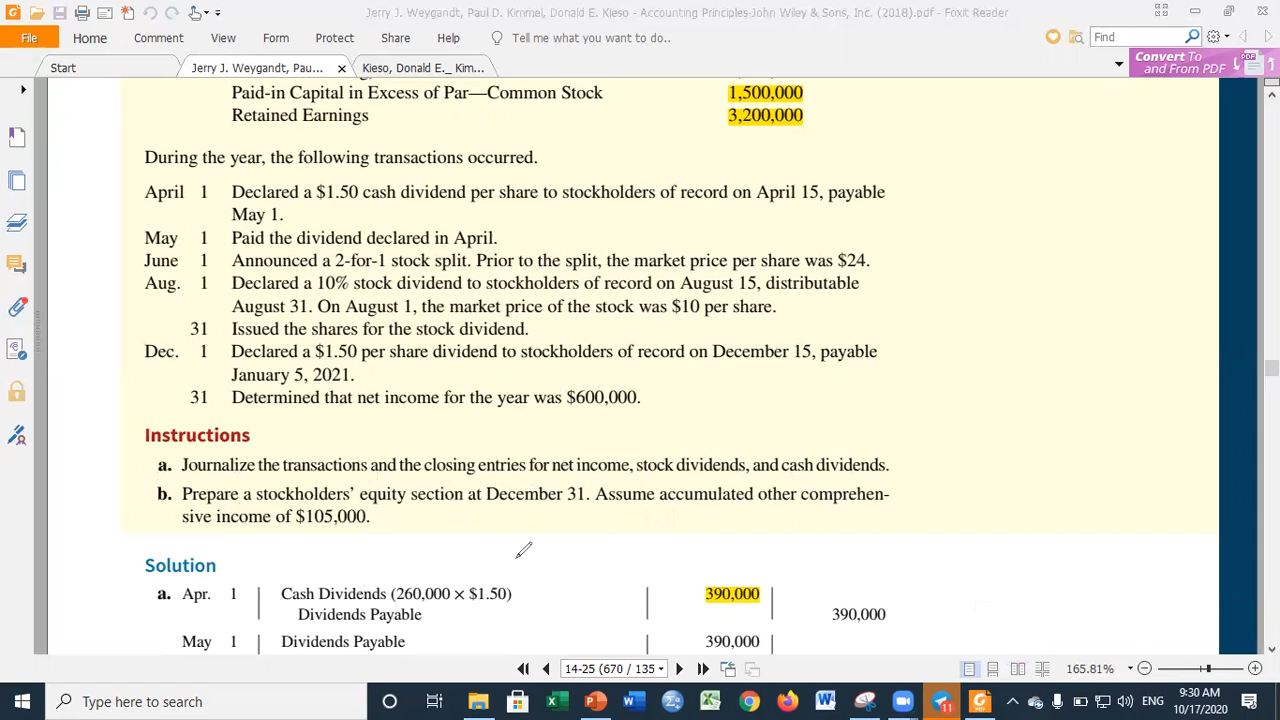 Jerry J. Weygandt, Paul D. Kimmel, Donald E. Kieso - Accounting Principles-John Wiley & Sons, Inc. (2018).pdf - Foxit Reader
File Home Comment View Form Protect Share Help Tell me what you want to do.. Find
Start Jerry J. Weygandt, Pau... Kieso, Donald E._ Kim... Convert To
and From PDF
Paid-in Capital in Excess of Par—Common Stock 1,500,000
Retained Earnings 3,200,000
During the year, the following transactions occurred.
April 1 Declared a $1.50 cash dividend per share to stockholders of record on April 15, payable
May 1.
May 1 Paid the dividend declared in April.
June 1 Announced a 2-for-1 stock split. Prior to the split, the market price per share was $24.
Aug. 1 Declared a 10% stock dividend to stockholders of record on August 15, distributable
August 31. On August 1, the market price of the stock was $10 per share.
31 Issued the shares for the stock dividend.
Dec. 1 Declared a $1.50 per share dividend to stockholders of record on December 15, payable
January 5, 2021.
31 Determined that net income for the year was $600,000.
Instructions
a. Journalize the transactions and the closing entries for net income, stock dividends, and cash dividends.
b. Prepare a stockholders' equity section at December 31. Assume accumulated other comprehen-
sive income of $105,000.
Solution
a. Apr. 1 Cash Dividends (260,000 × $1.50) 390,000
Dividends Payable 390,000
May 1 Dividends Payable 390,000
14-25 (670 / 135 165.81%
Type here to search 11 ENG 9:30 AM
10/17/2020